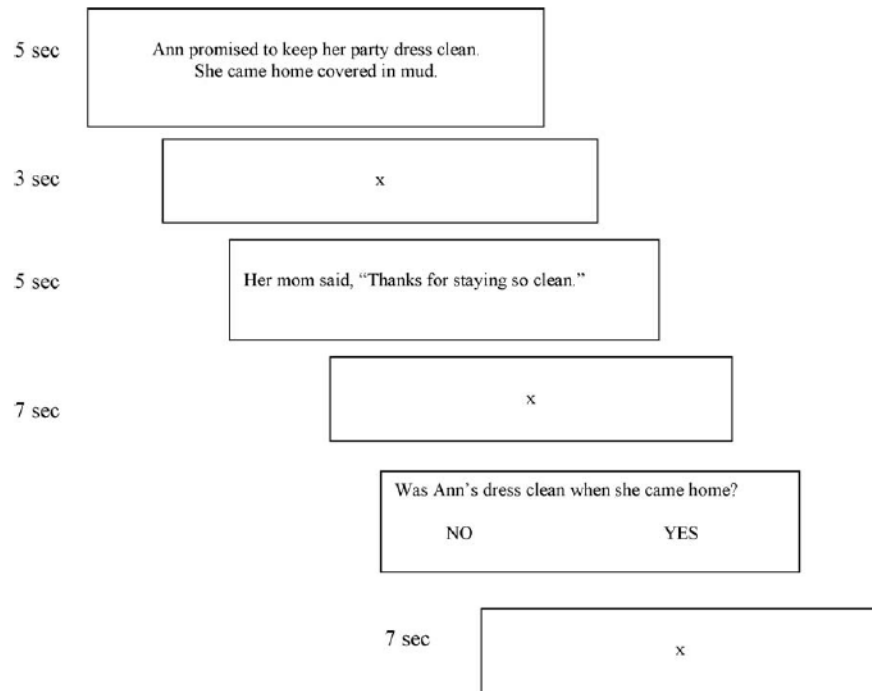 5 sec
Ann promised to keep her party dress clean.
She came home covered in mud.
3 sec
x
5 sec
Her mom said, “Thanks for staying so clean.”
7 sec
x
Was Ann’s dress clean when she came home?
NO YES
7 sec
x